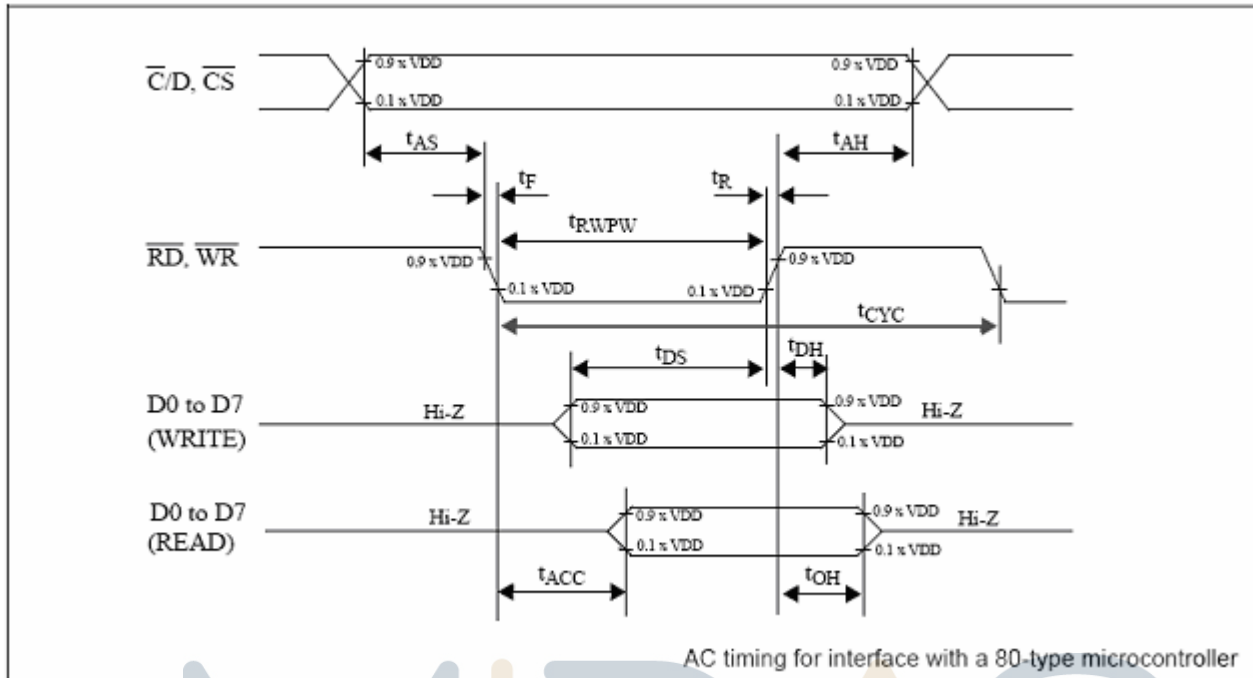 C/D, CS
0.9 x VDD
0.9 x VDD
0.1 x VDD
0.1 x VDD
tAS
tAH
tF
tR
tRWPW
RD, WR
0.9 x VDD
0.9 x VDD
0.1 x VDD
0.1 x VDD
tCYC
tDS
tDH
D0 to D7
(WRITE)
Hi-Z
0.9 x VDD
0.9 x VDD
Hi-Z
0.1 x VDD
0.1 x VDD
D0 to D7
(READ)
Hi-Z
0.9 x VDD
0.9 x VDD
Hi-Z
0.1 x VDD
0.1 x VDD
tACC
tOH
AC timing for interface with a 80-type microcontroller